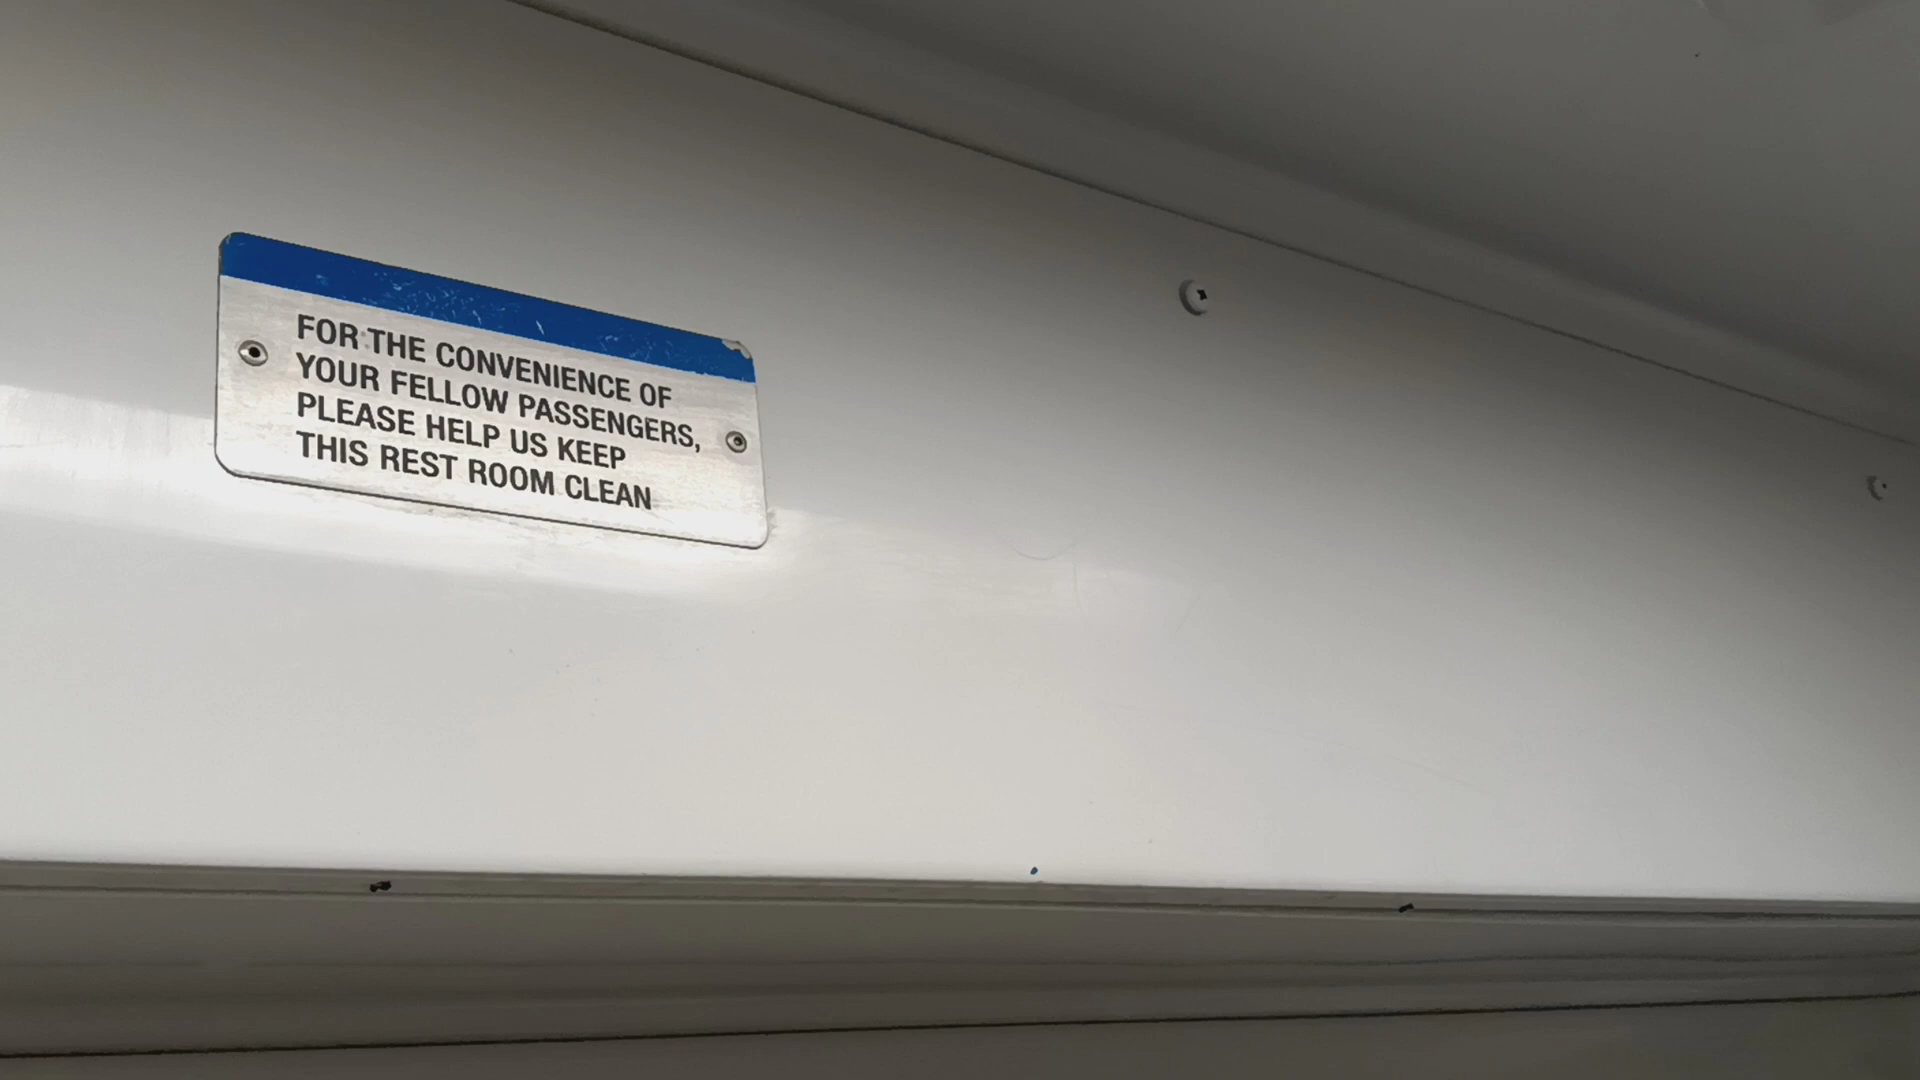 FOR THE CONVENIENCE OF
YOUR FELLOW PASSENGERS,
PLEASE HELP US KEEP
THIS REST ROOM CLEAN